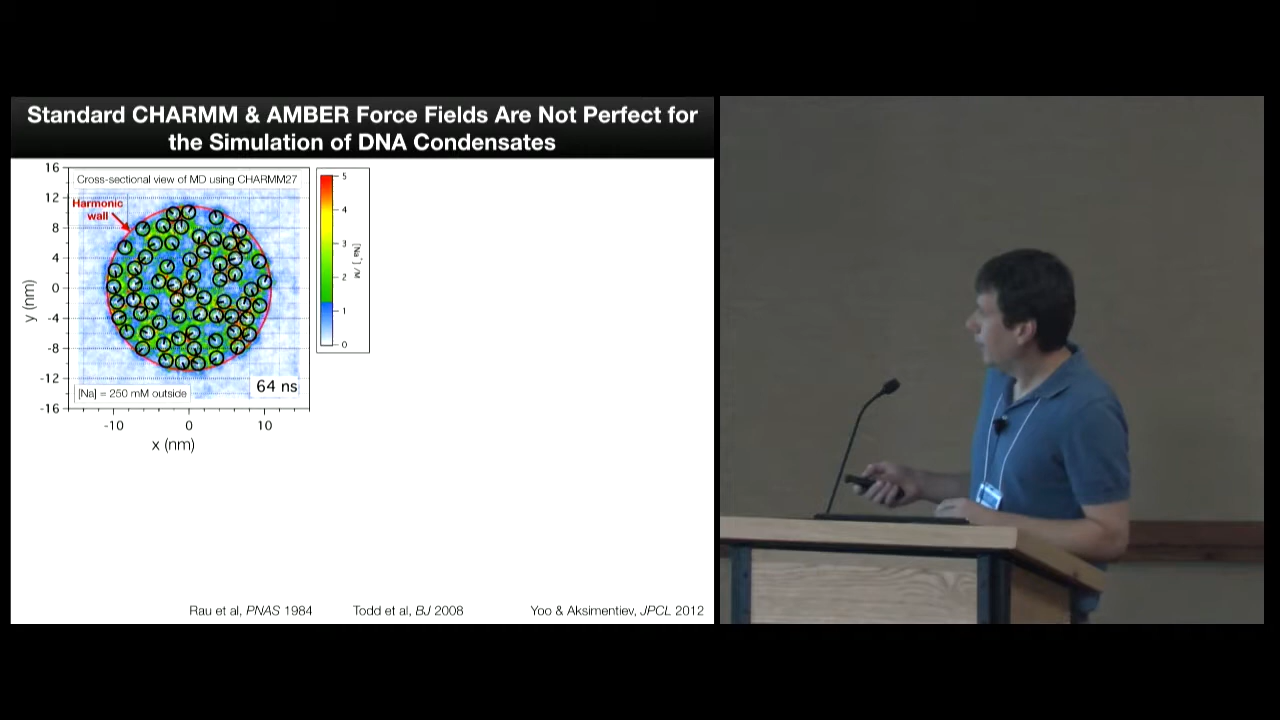 Standard CHARMM & AMBER Force Fields Are Not Perfect for
the Simulation of DNA Condensates
16
12
8
4
0
-4
-8
-12
-16
y (nm)
Cross-sectional view of MD using CHARMM27
Harmonic
wall
[Na] = 250 mM outside
64 ns
-10
0
10
x (nm)
5
4
3
2
1
0
[Na⁺] /M
Rau et al, PNAS 1984
Todd et al, BJ 2008
Yoo & Aksimentiev, JPCL 2012